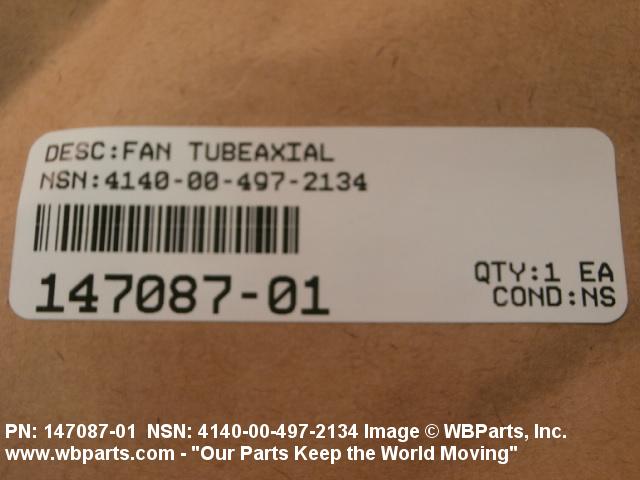 DESC:FAN TUBEAXIAL
NSN:4140-00-497-2134
147087-01
QTY:1 EA
COND:NS
PN: 147087-01 NSN: 4140-00-497-2134 Image © WBParts, Inc.
www.wbparts.com - "Our Parts Keep the World Moving"